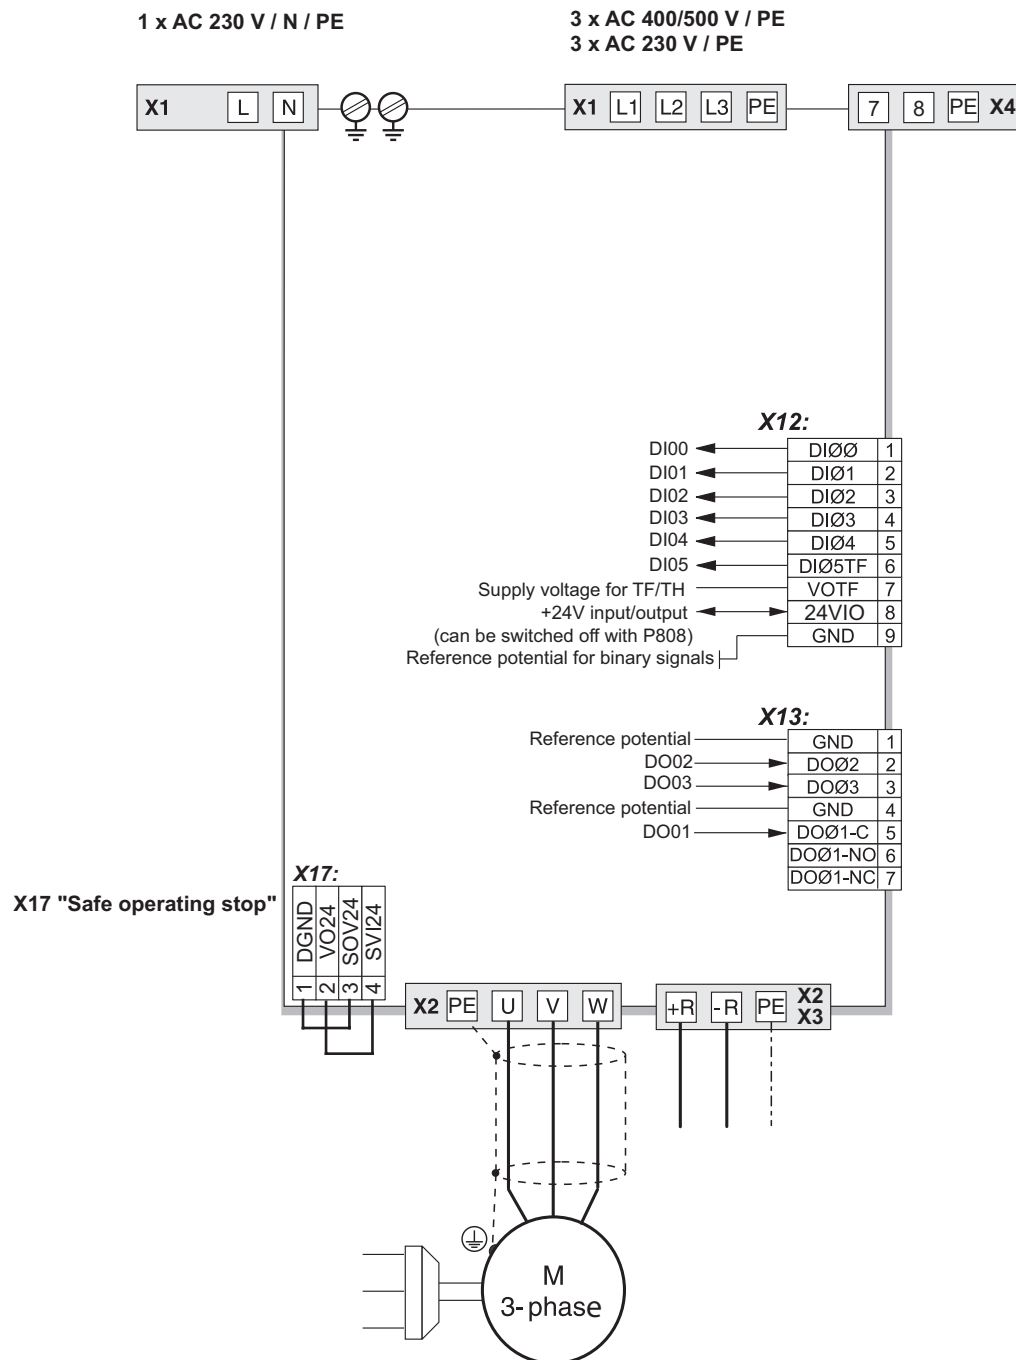 1 x AC 230 V / N / PE
3 x AC 400/500 V / PE
3 x AC 230 V / PE
X1 L N
X1 L1 L2 L3 PE
7 8 PE X4
X12:
DI00 DIØØ 1
DI01 DIØ1 2
DI02 DIØ2 3
DI03 DIØ3 4
DI04 DIØ4 5
DI05 DIØ5TF 6
Supply voltage for TF/TH VOTF 7
+24V input/output 24VIO 8
(can be switched off with P808) GND 9
Reference potential for binary signals
X13:
Reference potential GND 1
DO02 DOØ2 2
DO03 DOØ3 3
Reference potential GND 4
DO01 DOØ1-C 5
DOØ1-NO 6
DOØ1-NC 7
X17:
X17 "Safe operating stop"
DGND VO24 SOV24 SVI24
1 2 3 4
X2 PE U V W
+R -R PE X2
X3
M
3-phase